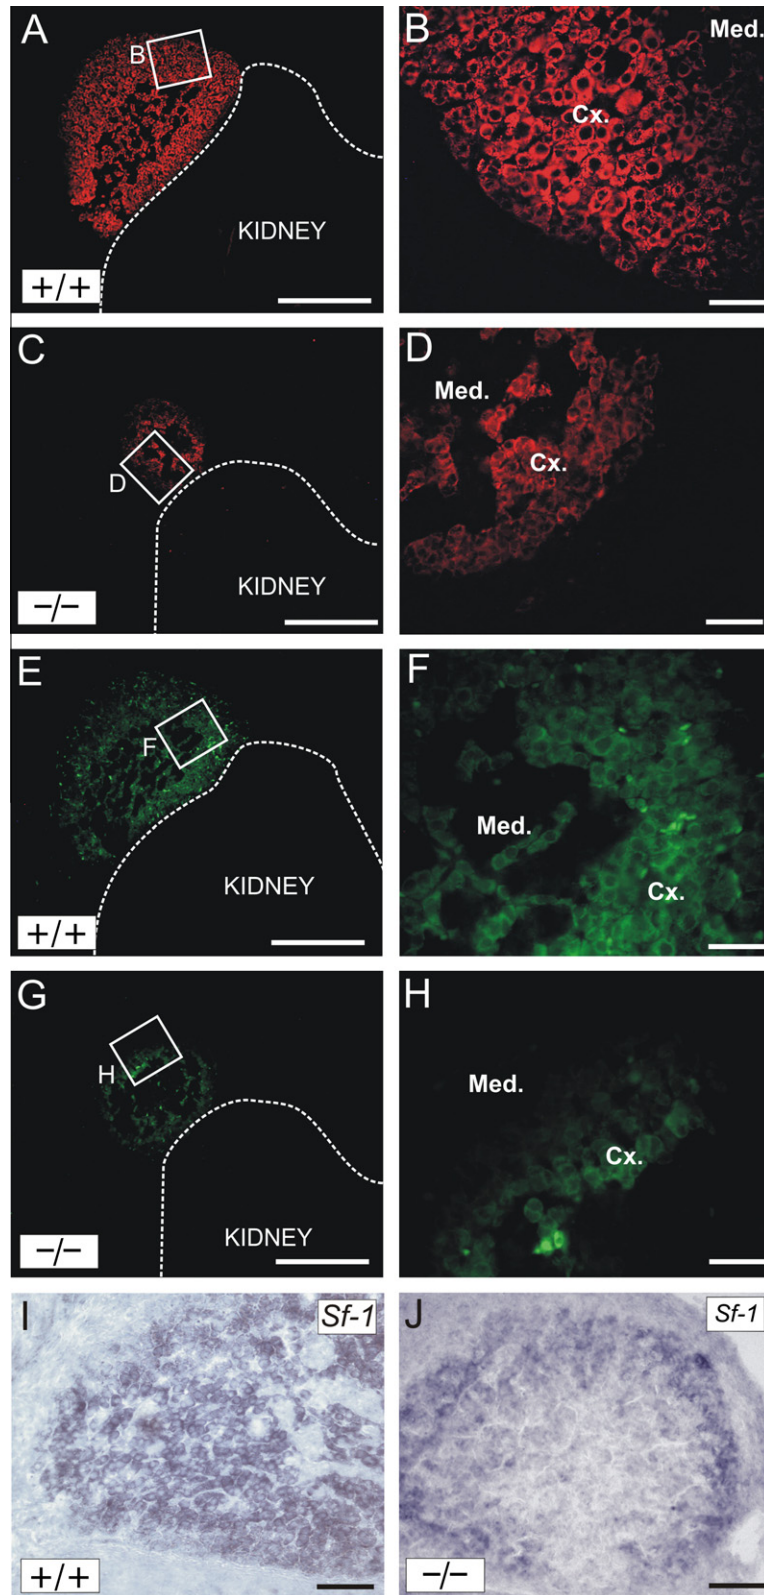 A
B
KIDNEY
+/+
B
Med.
Cx.
C
D
KIDNEY
−/−
D
Med.
Cx.
E
F
KIDNEY
+/+
F
Med.
Cx.
G
H
KIDNEY
−/−
H
Med.
Cx.
I
Sf-1
+/+
J
Sf-1
−/−